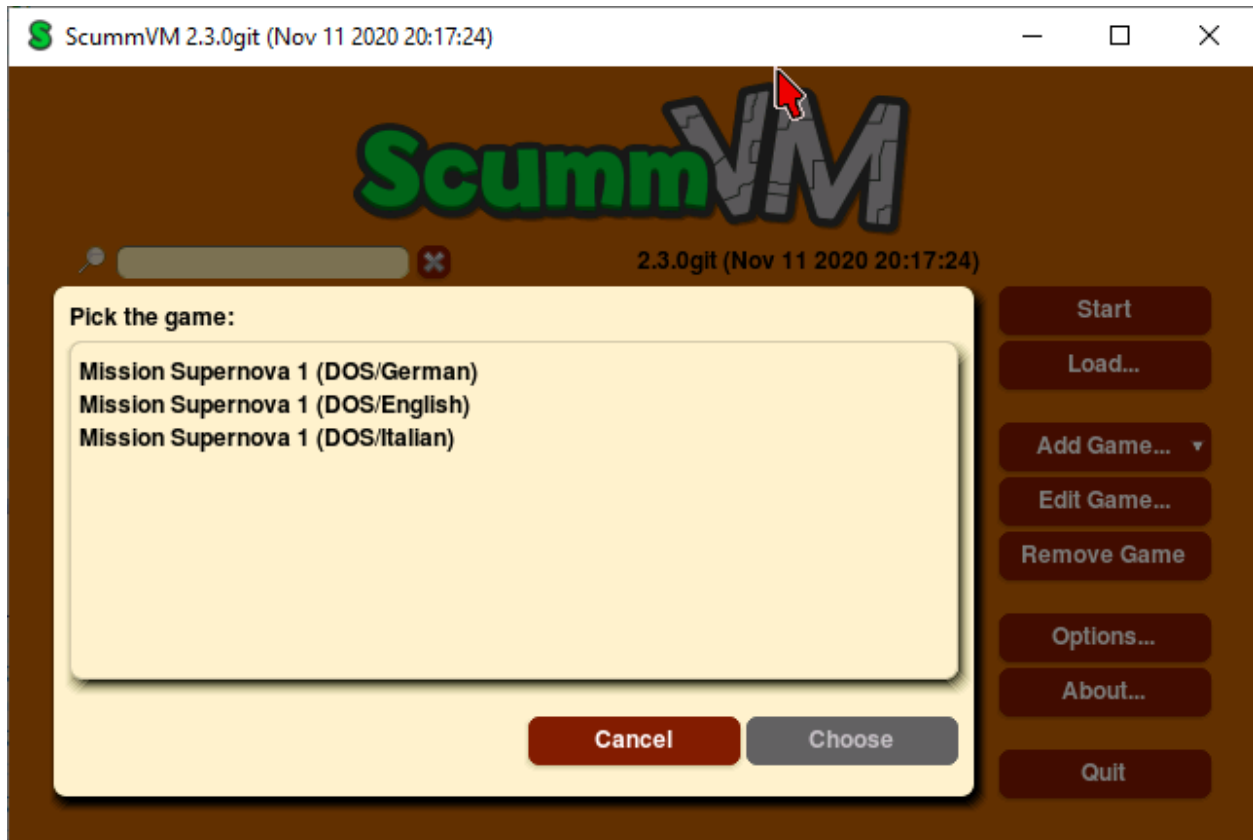 ScummVM 2.3.0git (Nov 11 2020 20:17:24)
ScummVM
2.3.0git (Nov 11 2020 20:17:24)
Pick the game:
Mission Supernova 1 (DOS/German)
Mission Supernova 1 (DOS/English)
Mission Supernova 1 (DOS/Italian)
Cancel
Choose
Start
Load...
Add Game...
Edit Game...
Remove Game
Options...
About...
Quit